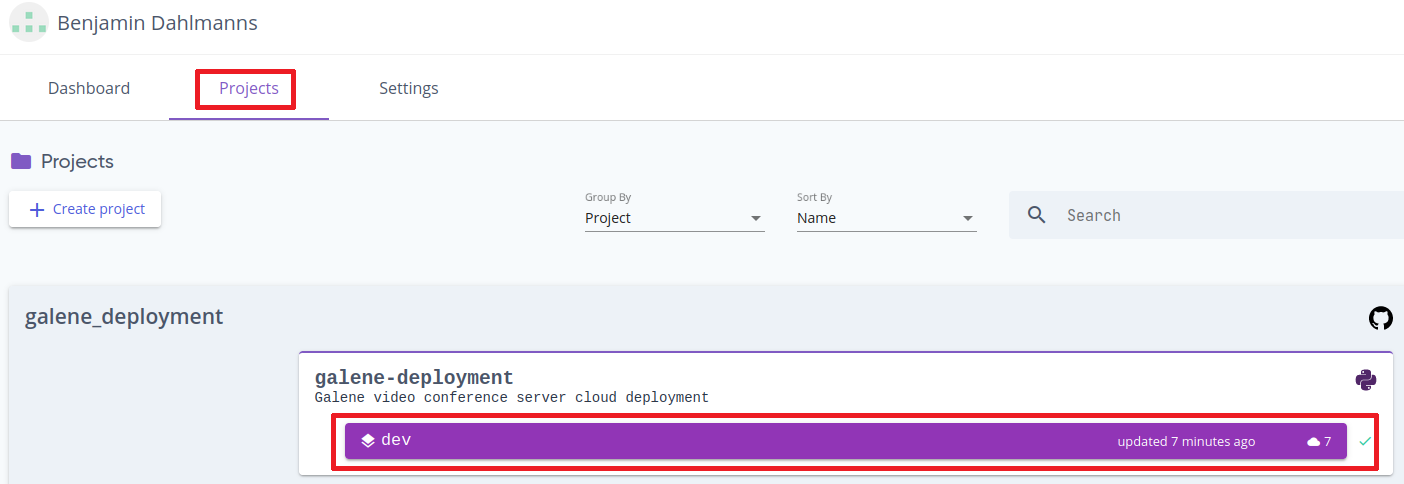 Benjamin Dahlmanns
Dashboard Projects Settings
Projects
Create project
Group By
Project
Sort By
Name
Search
galene_deployment
galene-deployment
Galene video conference server cloud deployment
dev updated 7 minutes ago 7